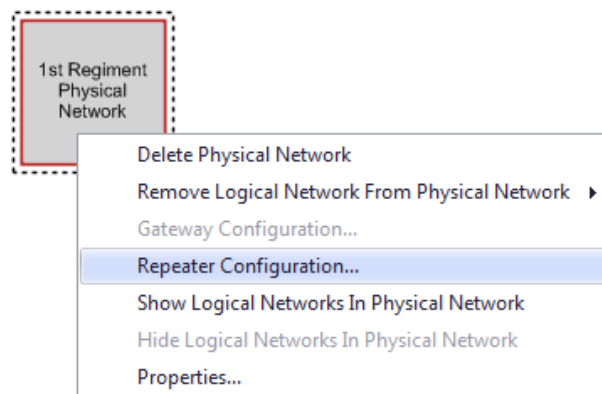 1st Regiment
Physical
Network
Delete Physical Network
Remove Logical Network From Physical Network
Gateway Configuration...
Repeater Configuration...
Show Logical Networks In Physical Network
Hide Logical Networks In Physical Network
Properties...